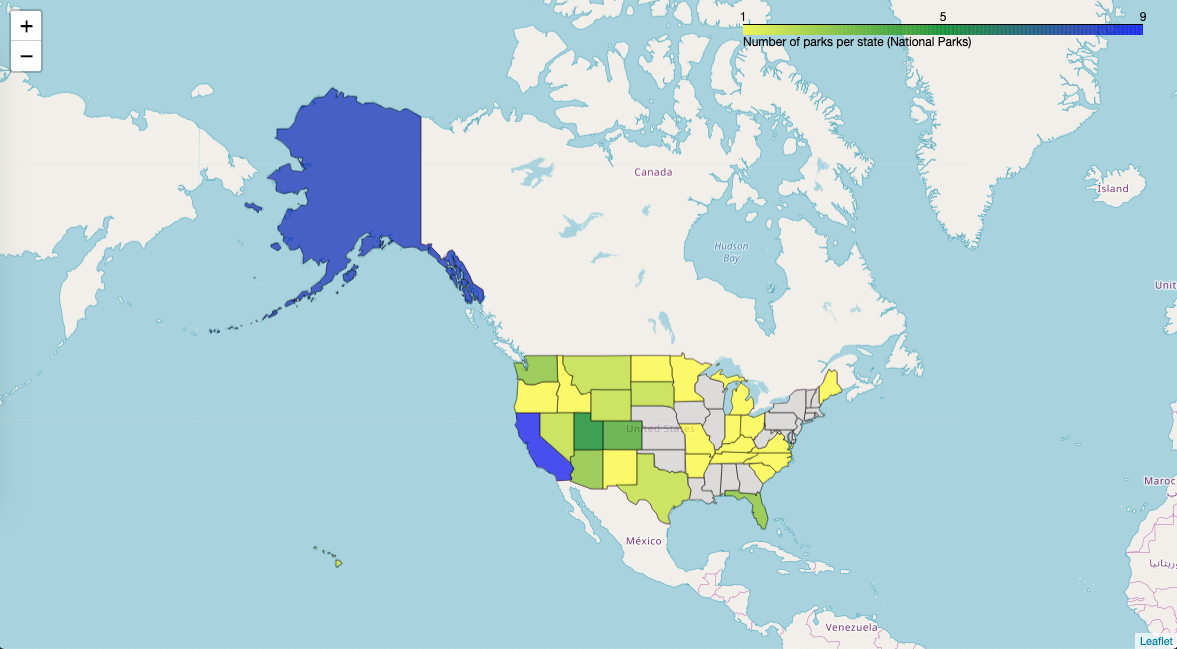 +
−
1 5 9
Number of parks per state (National Parks)
Canada
Ísland
Hudson
Bay
Unit
United States
Maroc
México
موريتانيا
Venezuela
Leaflet